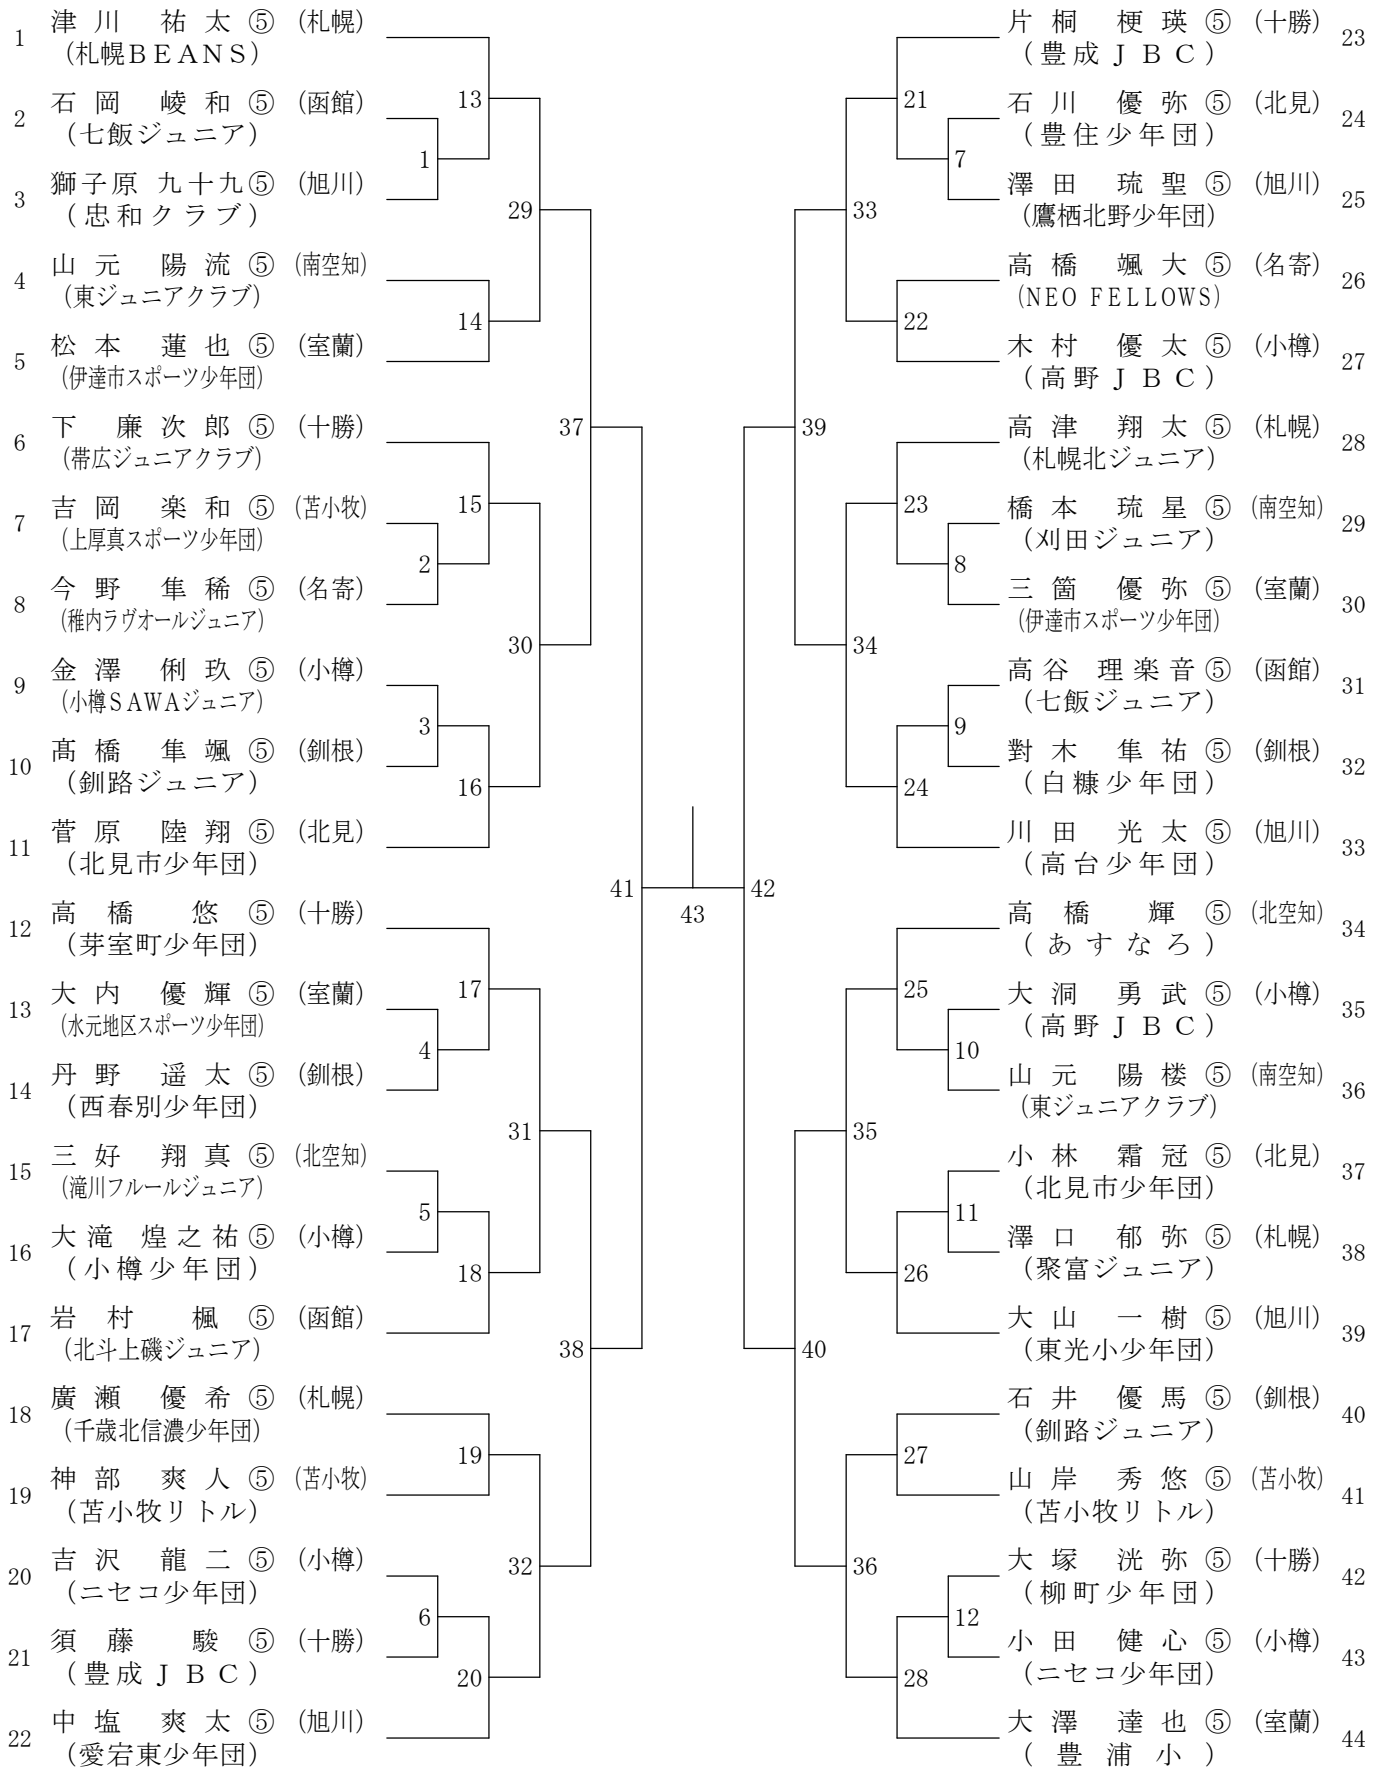 1 津川 祐太⑤ (札幌)
(札幌BEANS)
2 石岡 崚和⑤ (函館)
(七飯ジュニア)
3 獅子原 九十九⑤ (旭川)
(忠和クラブ)
4 山元 陽流⑤ (南空知)
(東ジュニアクラブ)
5 松本 蓮也⑤ (室蘭)
(伊達市スポーツ少年団)
6 下 廉次郎⑤ (十勝)
(帯広ジュニアクラブ)
7 吉岡 楽和⑤ (苫小牧)
(上厚真スポーツ少年団)
8 今野 隼稀⑤ (名寄)
(稚内ラヴオールジュニア)
9 金澤 俐玖⑤ (小樽)
(小樽SAWAジュニア)
10 髙橋 隼颯⑤ (釧根)
(釧路ジュニア)
11 菅原 陸翔⑤ (北見)
(北見市少年団)
12 高橋 悠⑤ (十勝)
(芽室町少年団)
13 大内 優輝⑤ (室蘭)
(水元地区スポーツ少年団)
14 丹野 遥太⑤ (釧根)
(西春別少年団)
15 三好 翔真⑤ (北空知)
(滝川フルールジュニア)
16 大滝 煌之祐⑤ (小樽)
(小樽少年団)
17 岩村 楓⑤ (函館)
(北斗上磯ジュニア)
18 廣瀬 優希⑤ (札幌)
(千歳北信濃少年団)
19 神部 爽人⑤ (苫小牧)
(苫小牧リトル)
20 吉沢 龍二⑤ (小樽)
(ニセコ少年団)
21 須藤 駿⑤ (十勝)
(豊成JBC)
22 中塩 爽太⑤ (旭川)
(愛宕東少年団)
1
2
3
4
5
6
13
14
15
16
17
18
19
20
29
30
31
32
37
38
41
43
42
39
40
33
34
35
36
21
22
23
24
25
26
27
28
7
8
9
10
11
12
片桐 梗瑛⑤ (十勝) 23
(豊成JBC)
石川 優弥⑤ (北見) 24
(豊住少年団)
澤田 琉聖⑤ (旭川) 25
(鷹栖北野少年団)
高橋 颯大⑤ (名寄) 26
(NEO FELLOWS)
木村 優太⑤ (小樽) 27
(高野JBC)
高津 翔太⑤ (札幌) 28
(札幌北ジュニア)
橋本 琉星⑤ (南空知) 29
(刈田ジュニア)
三箇 優弥⑤ (室蘭) 30
(伊達市スポーツ少年団)
高谷 理楽音⑤ (函館) 31
(七飯ジュニア)
對木 隼祐⑤ (釧根) 32
(白糠少年団)
川田 光太⑤ (旭川) 33
(高台少年団)
高橋 輝⑤ (北空知) 34
(あすなろ)
大洞 勇武⑤ (小樽) 35
(高野JBC)
山元 陽楼⑤ (南空知) 36
(東ジュニアクラブ)
小林 霜冠⑤ (北見) 37
(北見市少年団)
澤口 郁弥⑤ (札幌) 38
(聚富ジュニア)
大山 一樹⑤ (旭川) 39
(東光小少年団)
石井 優馬⑤ (釧根) 40
(釧路ジュニア)
山岸 秀悠⑤ (苫小牧) 41
(苫小牧リトル)
大塚 洸弥⑤ (十勝) 42
(柳町少年団)
小田 健心⑤ (小樽) 43
(ニセコ少年団)
大澤 達也⑤ (室蘭) 44
(豊浦小)